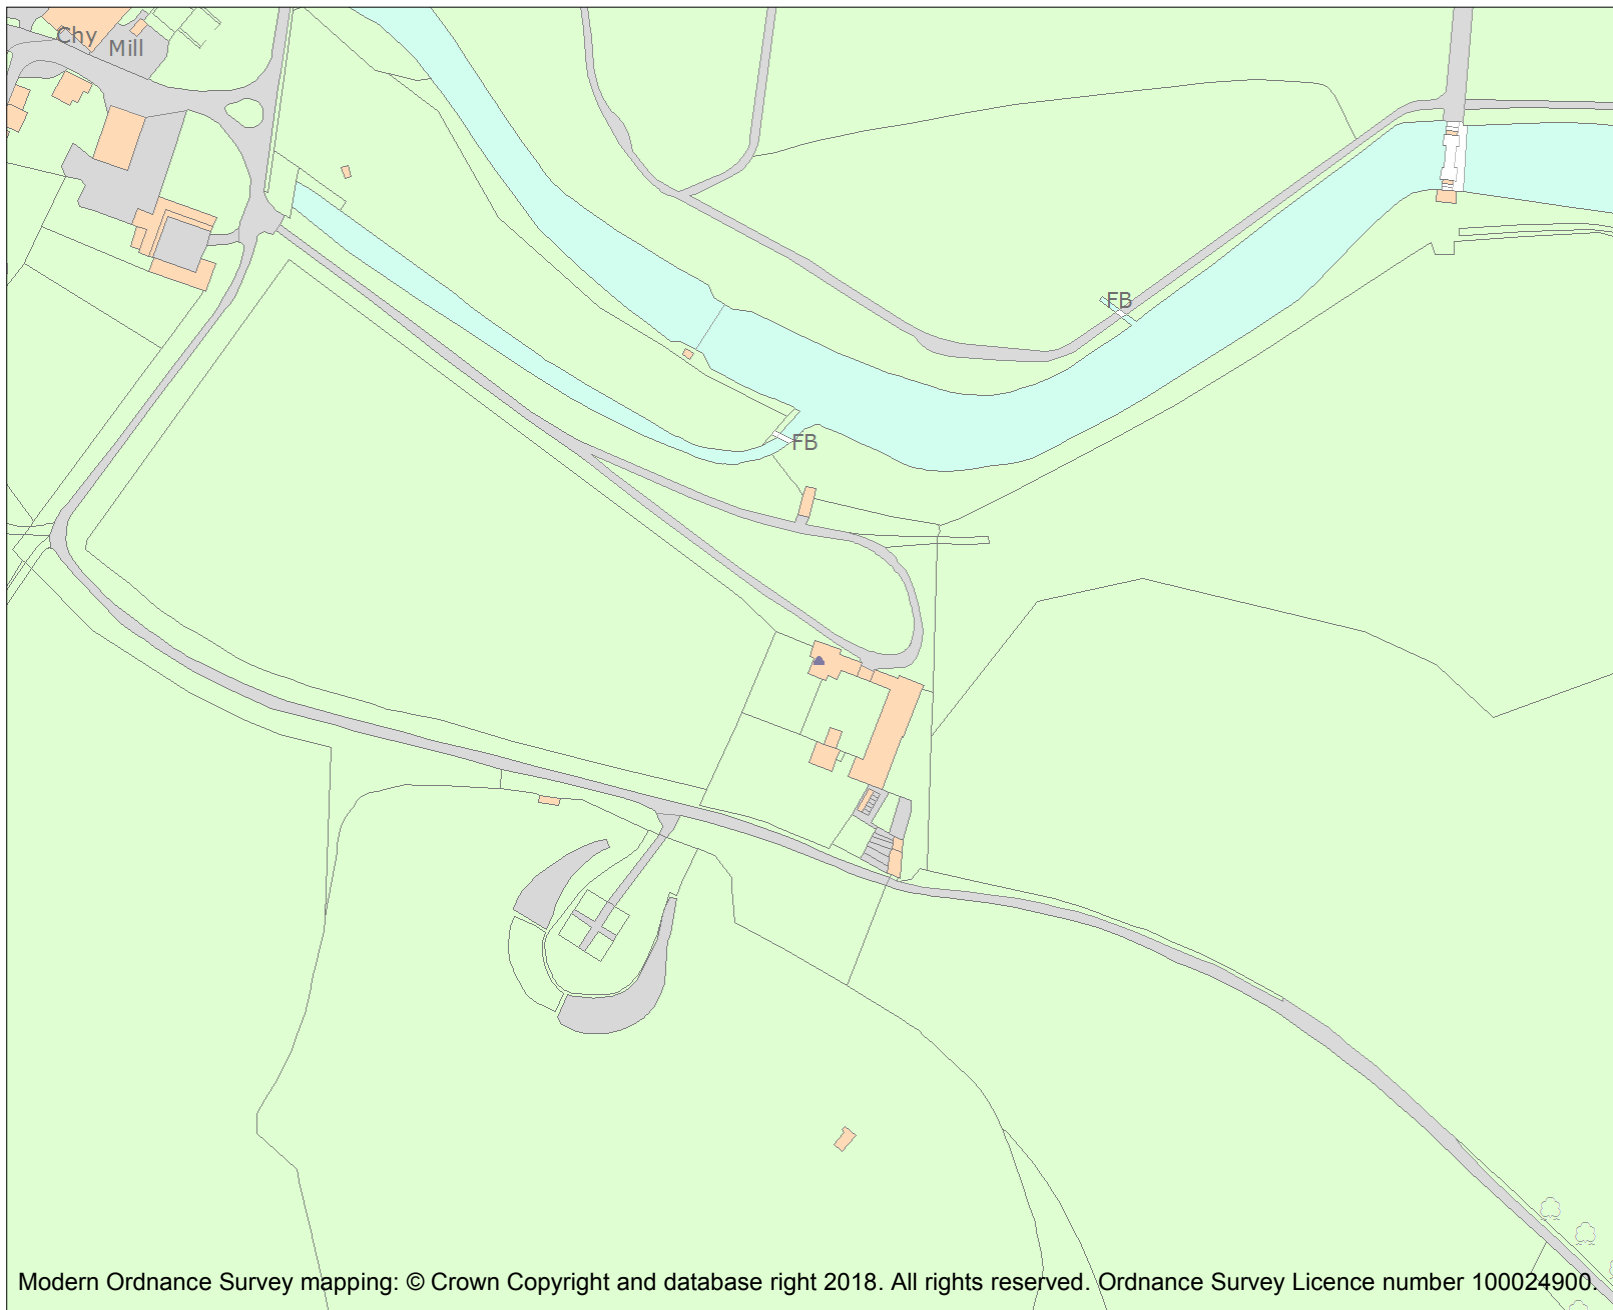 Chy
Mill
FB
FB
Modern Ordnance Survey mapping: © Crown Copyright and database right 2018. All rights reserved. Ordnance Survey Licence number 100024900.